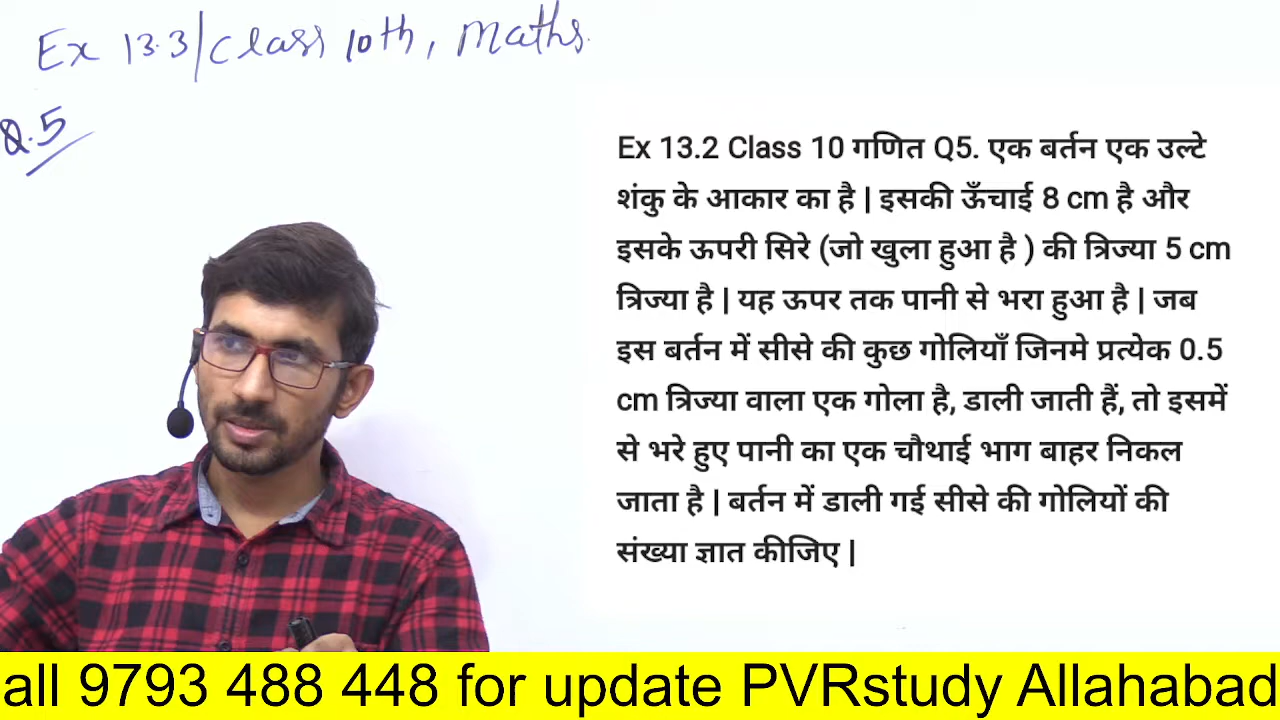 Ex 13.3/Class 10th, Maths.
Q.5
Ex 13.2 Class 10 गणित Q5. एक बर्तन एक उल्टे
शंकु के आकार का है | इसकी ऊँचाई 8 cm है और
इसके ऊपरी सिरे (जो खुला हुआ है ) की त्रिज्या 5 cm
त्रिज्या है | यह ऊपर तक पानी से भरा हुआ है | जब
इस बर्तन में सीसे की कुछ गोलियाँ जिनमे प्रत्येक 0.5
cm त्रिज्या वाला एक गोला है, डाली जाती हैं, तो इसमें
से भरे हुए पानी का एक चौथाई भाग बाहर निकल
जाता है | बर्तन में डाली गई सीसे की गोलियों की
संख्या ज्ञात कीजिए |
all 9793 488 448 for update PVRstudy Allahabad